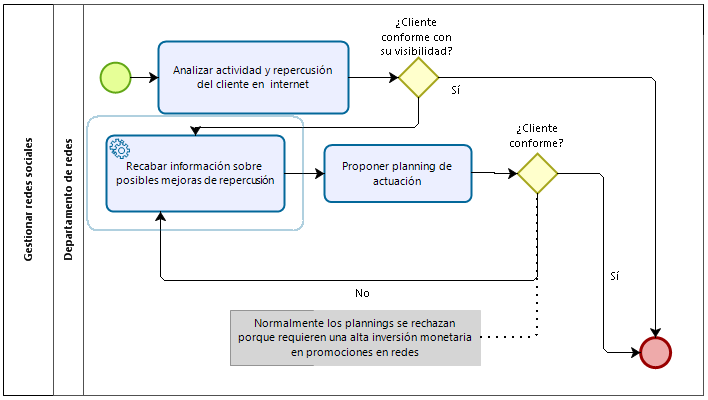 Gestionar redes sociales
Departamento de redes
¿Cliente
conforme con
su visibilidad?
Analizar actividad y repercusión
del cliente en internet
Sí
¿Cliente
conforme?
Recabar información sobre
posibles mejoras de repercusión
Proponer planning de
actuación
Sí
No
Normalmente los plannings se rechazan
porque requieren una alta inversión monetaria
en promociones en redes